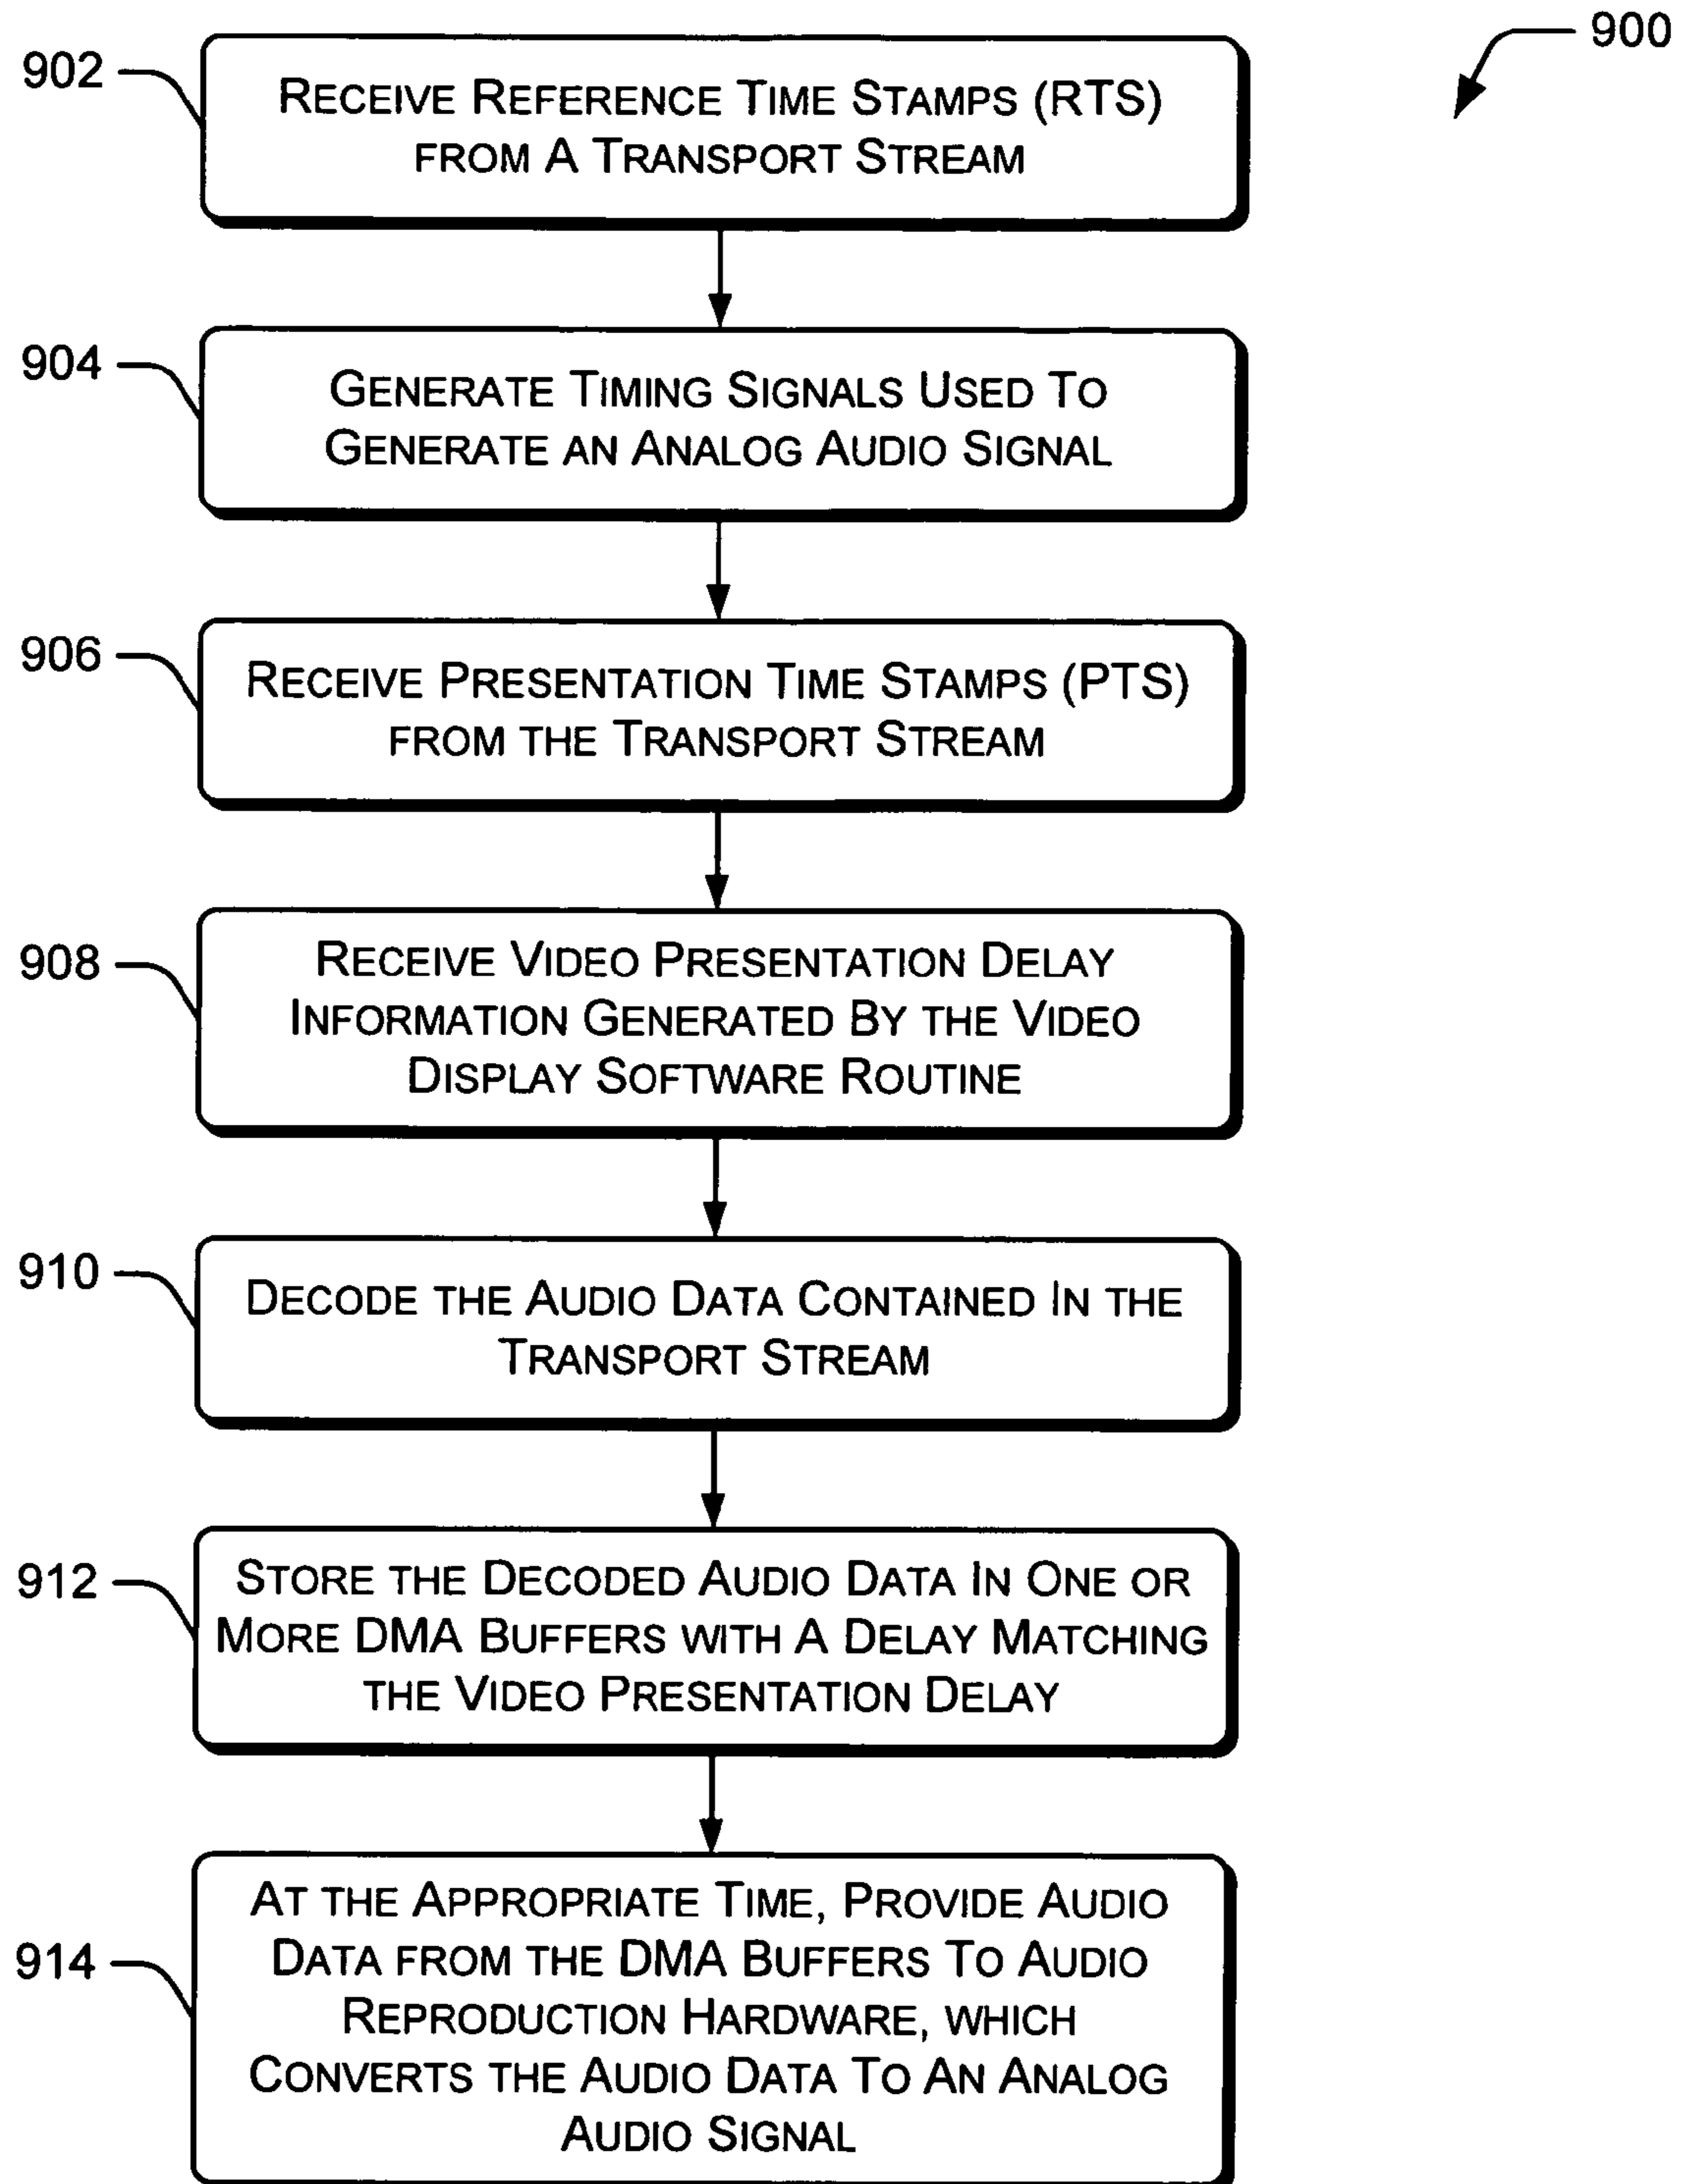 900
902
RECEIVE REFERENCE TIME STAMPS (RTS)
FROM A TRANSPORT STREAM
904
GENERATE TIMING SIGNALS USED TO
GENERATE AN ANALOG AUDIO SIGNAL
906
RECEIVE PRESENTATION TIME STAMPS (PTS)
FROM THE TRANSPORT STREAM
908
RECEIVE VIDEO PRESENTATION DELAY
INFORMATION GENERATED BY THE VIDEO
DISPLAY SOFTWARE ROUTINE
910
DECODE THE AUDIO DATA CONTAINED IN THE
TRANSPORT STREAM
912
STORE THE DECODED AUDIO DATA IN ONE OR
MORE DMA BUFFERS WITH A DELAY MATCHING
THE VIDEO PRESENTATION DELAY
914
AT THE APPROPRIATE TIME, PROVIDE AUDIO
DATA FROM THE DMA BUFFERS TO AUDIO
REPRODUCTION HARDWARE, WHICH
CONVERTS THE AUDIO DATA TO AN ANALOG
AUDIO SIGNAL